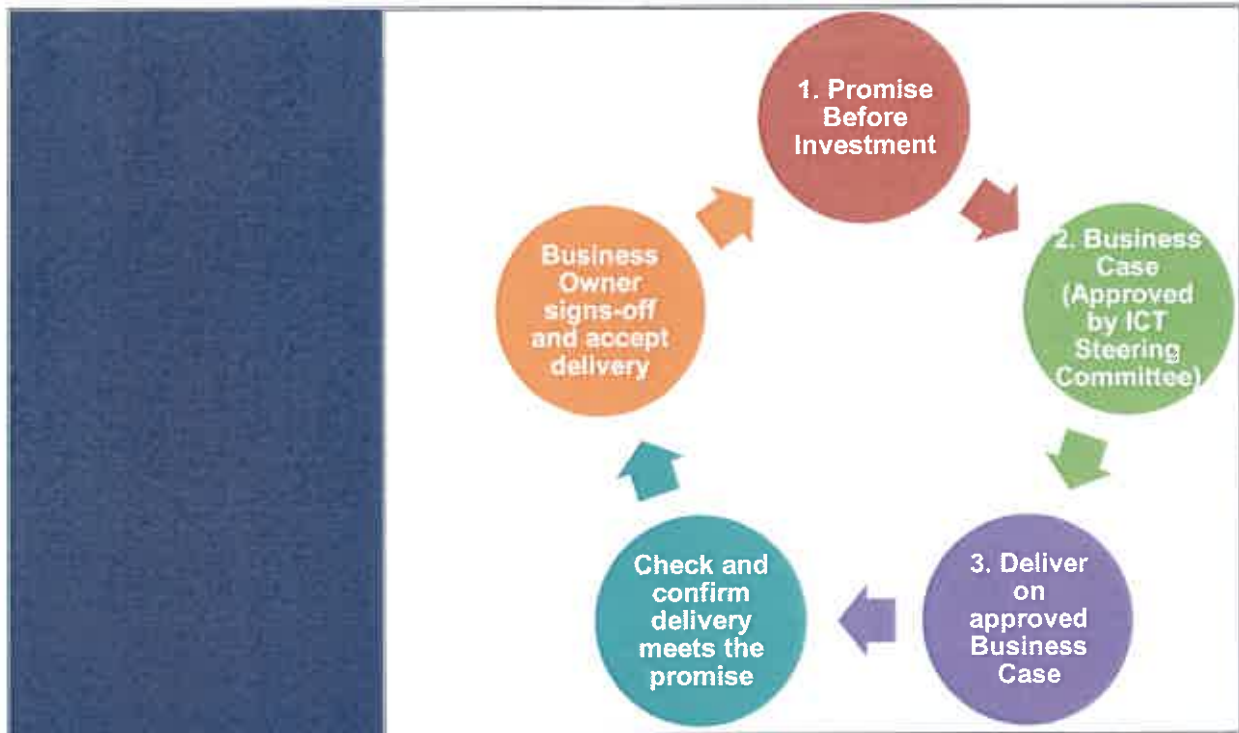 1. Promise
Before
Investment
2. Business
Case
(Approved
by ICT
Steering
Committee)
3. Deliver
on
approved
Business
Case
Check and
confirm
delivery
meets the
promise
Business
Owner
signs-off
and accept
delivery